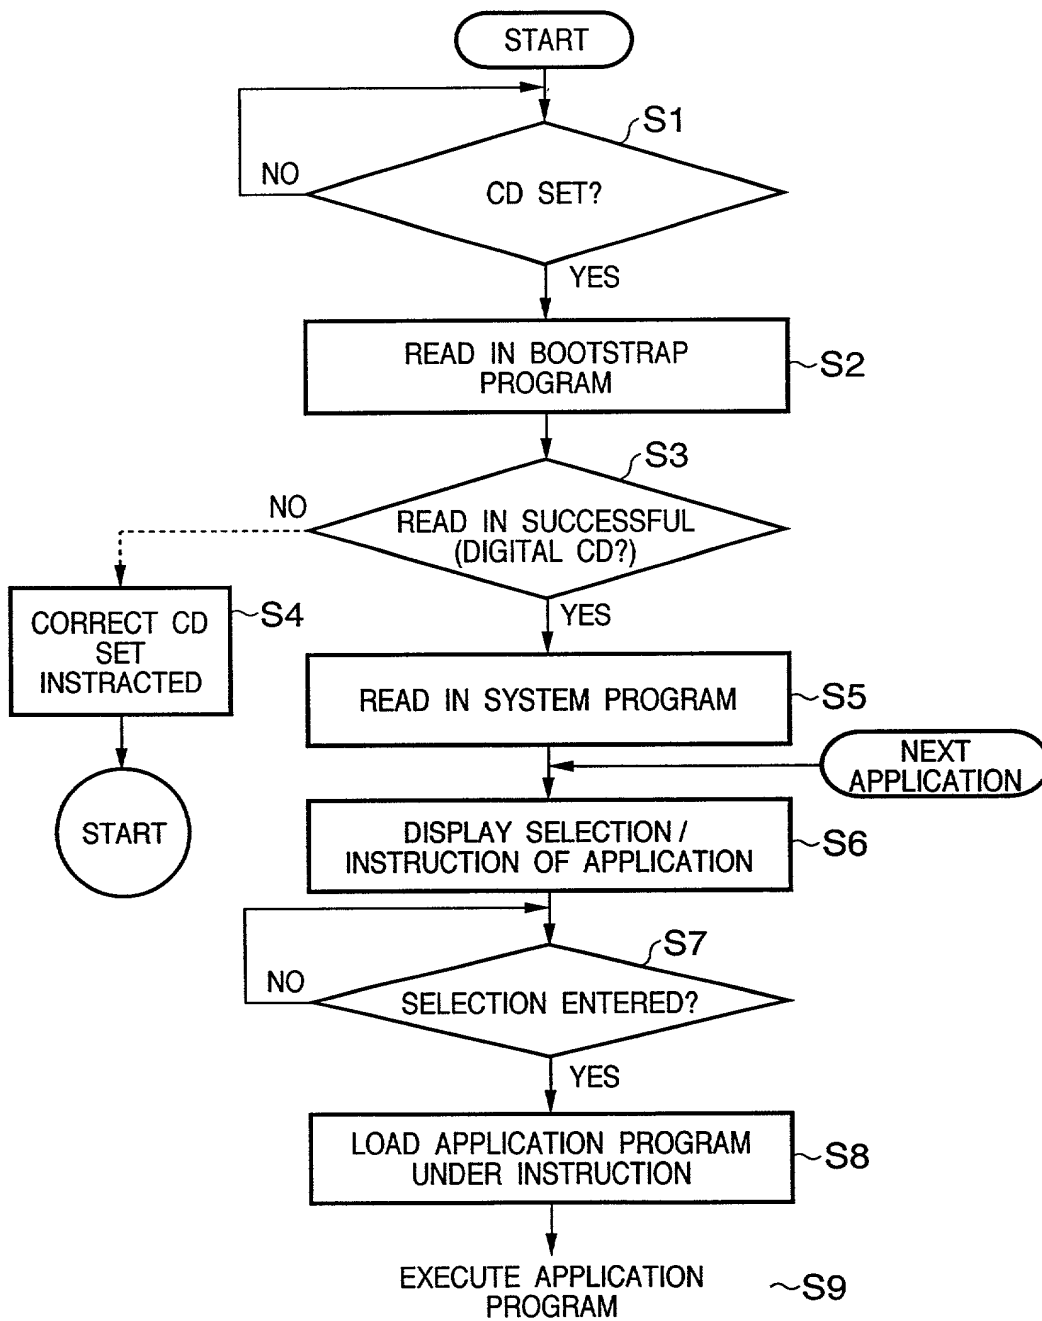 START
S1
NO
CD SET?
YES
READ IN BOOTSTRAP
PROGRAM
S2
S3
NO
READ IN SUCCESSFUL
(DIGITAL CD?)
YES
CORRECT CD
SET
INSTRACTED
S4
READ IN SYSTEM PROGRAM
S5
NEXT
APPLICATION
START
DISPLAY SELECTION /
INSTRUCTION OF APPLICATION
S6
S7
NO
SELECTION ENTERED?
YES
LOAD APPLICATION PROGRAM
UNDER INSTRUCTION
S8
EXECUTE APPLICATION
PROGRAM
S9